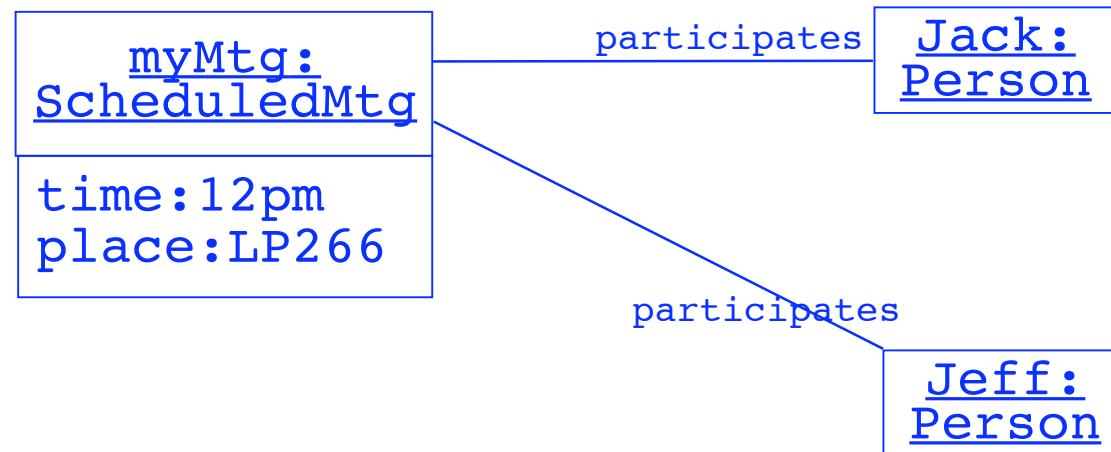 myMtg:
ScheduledMtg
time:12pm
place:LP266
participates
Jack:
Person
participates
Jeff:
Person